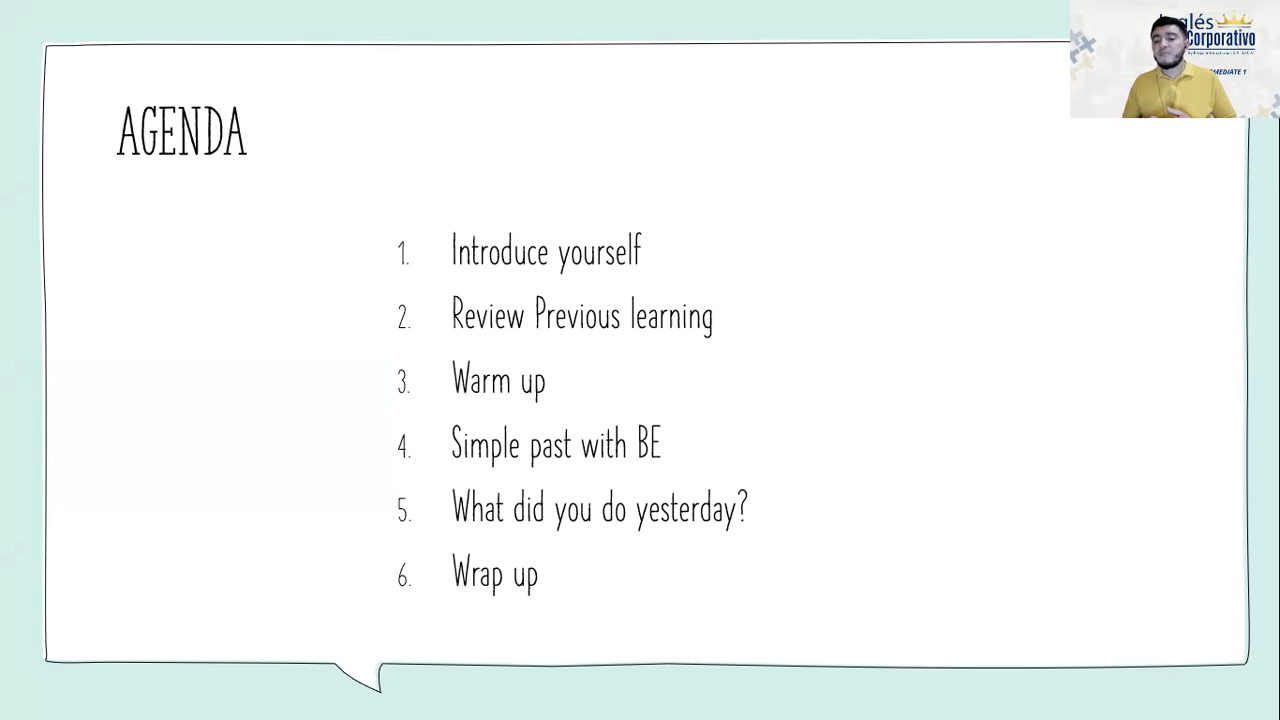 AGENDA
Corporativo
1. Introduce yourself
2. Review Previous learning
3. Warm up
4. Simple past with BE
5. What did you do yesterday?
6. Wrap up